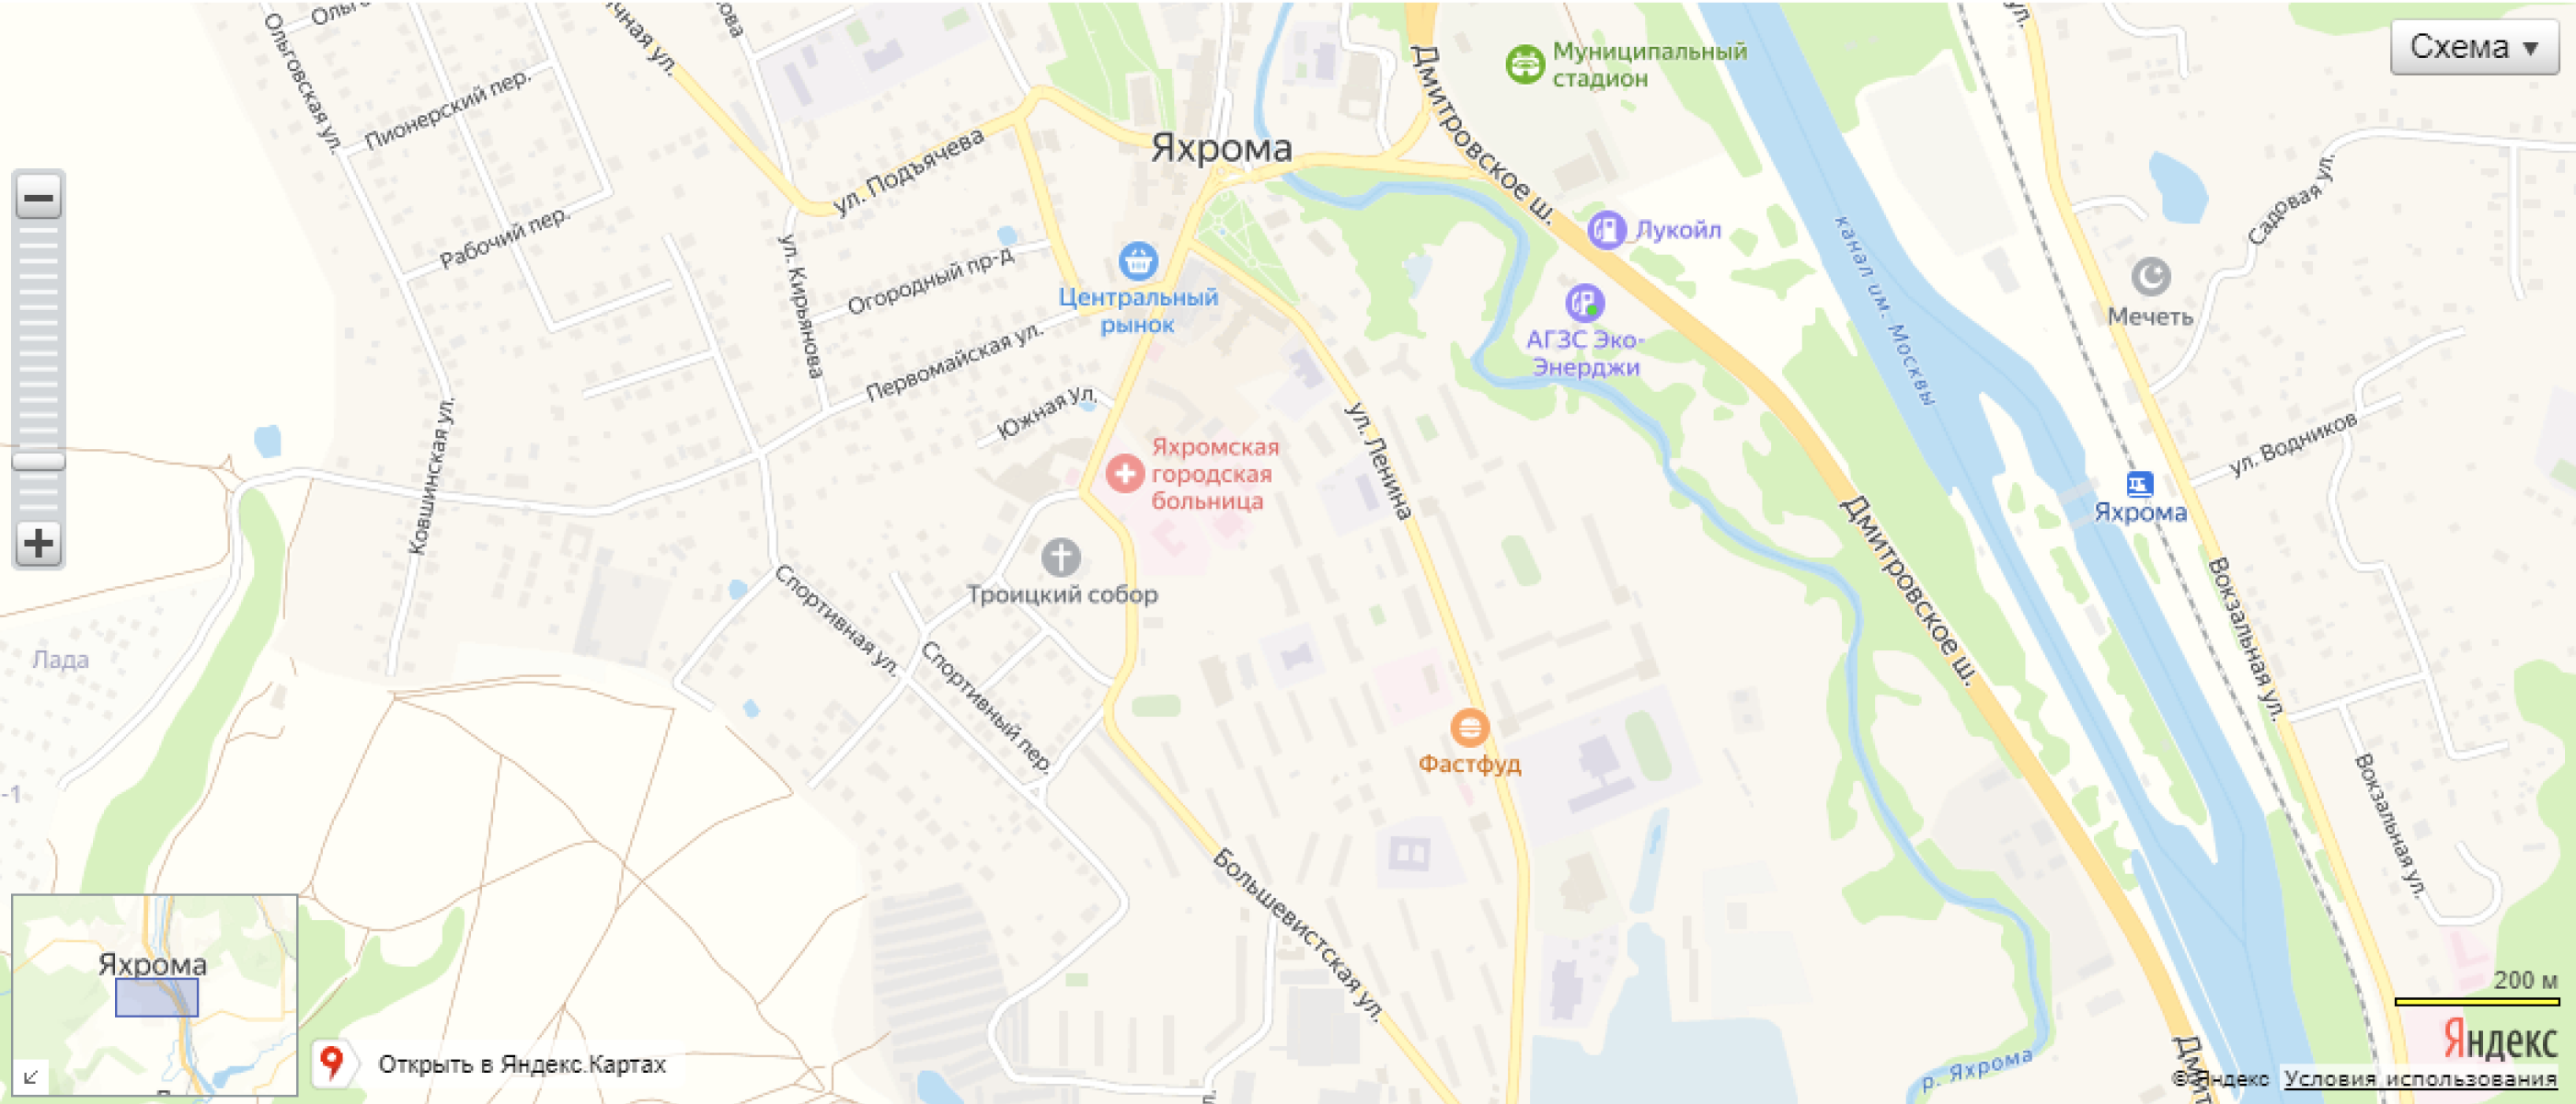 Ольговская ул.
Пионерский пер.
Рабочий пер.
ул. Подъячева
Яхрома
Дмитровское ш.
Муниципальный
стадион
Схема
Садовая ул.
Лукойл
канал им. Москвы
Мечеть
ул. Кирьянова
Огородный пр-д
Центральный
рынок
АГЗС Эко-
Энерджи
Первомайская ул.
Южная ул.
ул. Ленина
Ковшинская ул.
Яхромская
городская
больница
ул. Водников
Яхрома
Дмитровское ш.
Вокзальная ул.
Троицкий собор
Спортивная ул.
Спортивный пер.
Лада
-1
Фастфуд
Вокзальная ул.
Большевистская ул.
Яхрома
200 м
Яндекс
Открыть в Яндекс.Картах
р. Яхрома
© Яндекс Условия использования